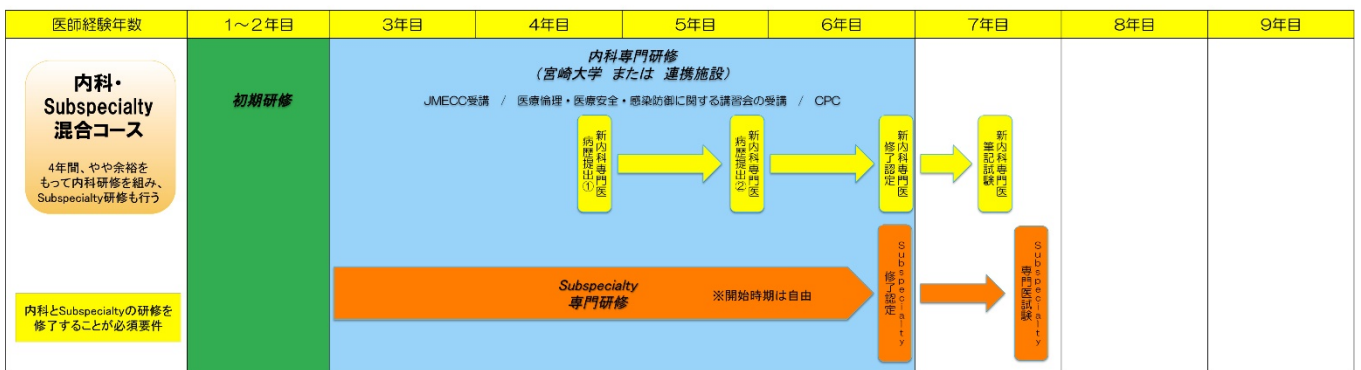 医師経験年数
1～2年目
3年目
4年目
5年目
6年目
7年目
8年目
9年目
内科・
Subspecialty
混合コース
4年間、やや余裕を
もって内科研修を組み、
Subspecialty研修も行う
内科とSubspecialtyの研修を
修了することが必須要件
初期研修
内科専門研修
（宮崎大学 または 連携施設）
JMECC受講 / 医療倫理・医療安全・感染防御に関する講習会の受講 / CPC
新内科専門医
病歴提出①
新内科専門医
病歴提出②
新内科専門医
修了認定
新内科専門医
筆記試験
Subspecialty
専門研修
※開始時期は自由
Subspecialty
修了認定
Subspecialty
専門医試験